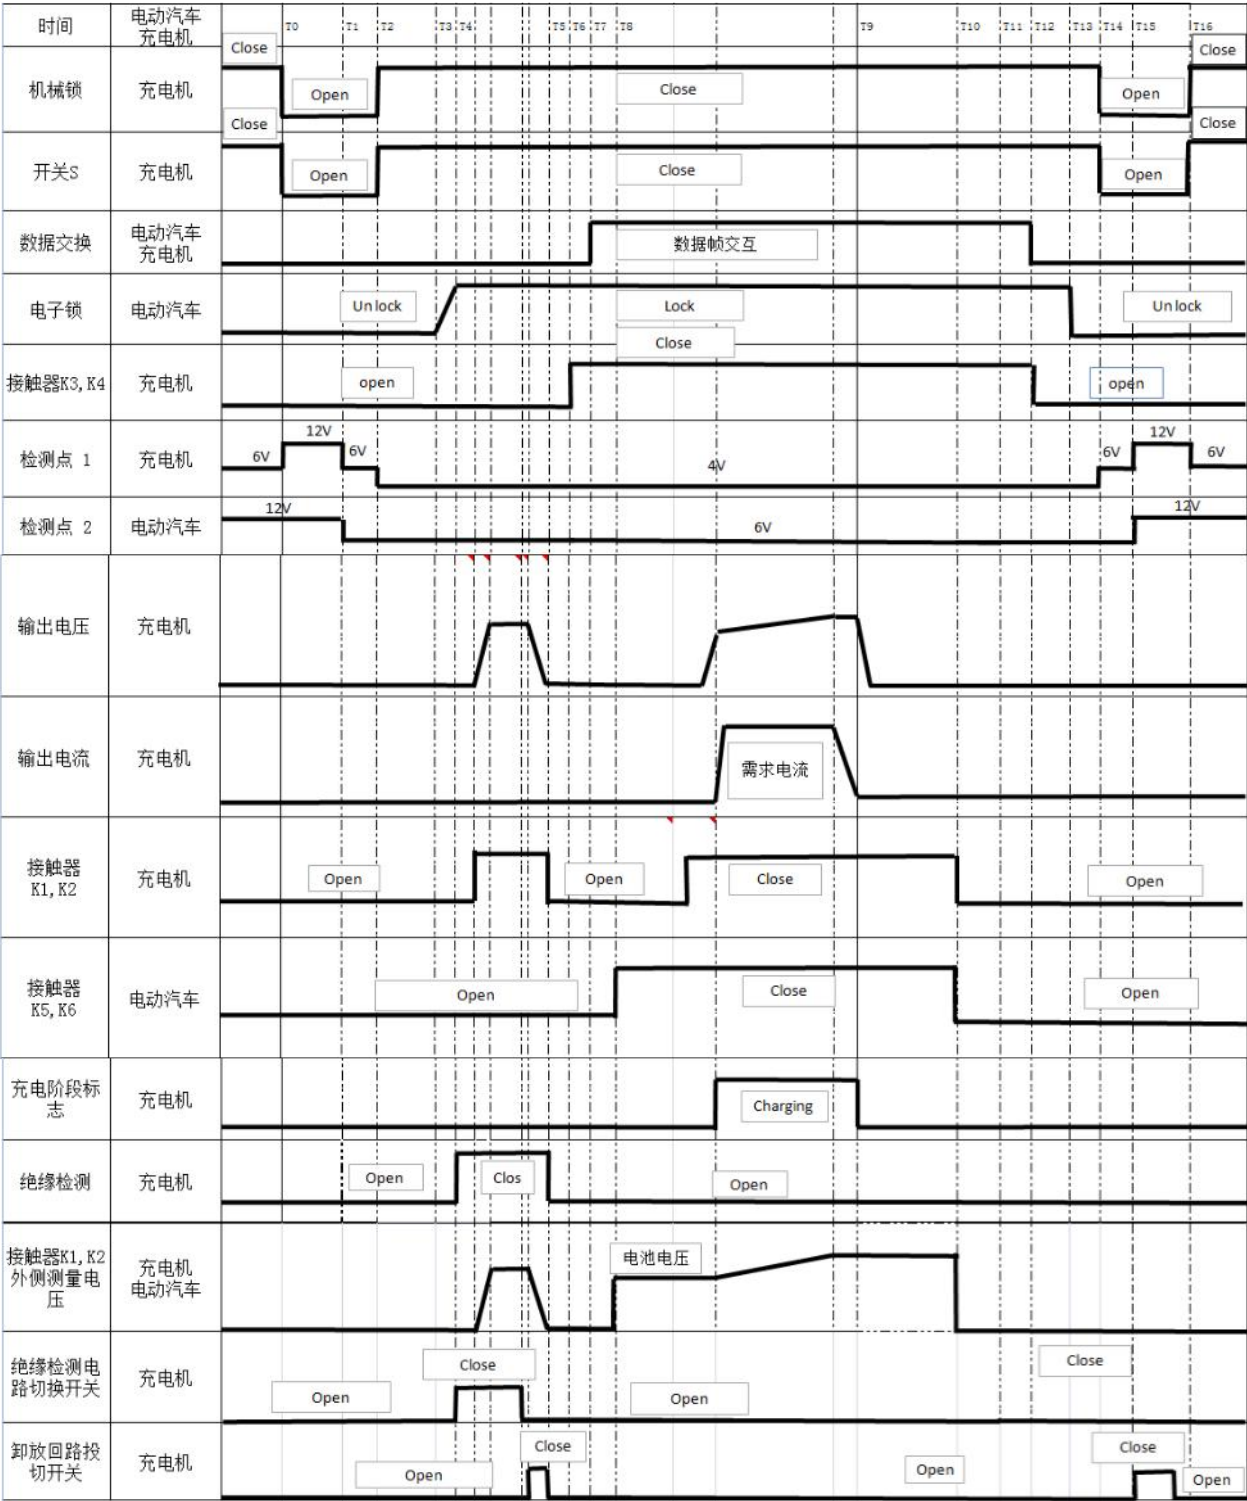 时间
电动汽车
充电机
T0
T1
T2
T3
T4
T5
T6
T7
T8
T9
T10
T11
T12
T13
T14
T15
T16
机械锁
充电机
Close
Open
Close
Open
Close
开关S
充电机
Close
Open
Close
Open
Close
数据交换
电动汽车
充电机
数据帧交互
电子锁
电动汽车
Unlock
Lock
Unlock
接触器K3,K4
充电机
open
Close
open
检测点 1
充电机
6V
12V
6V
4V
6V
12V
6V
检测点 2
电动汽车
12V
6V
12V
输出电压
充电机
输出电流
充电机
需求电流
接触器
K1,K2
充电机
Open
Open
Close
Open
接触器
K5,K6
电动汽车
Open
Close
Open
充电阶段标
志
充电机
Charging
绝缘检测
充电机
Open
Clos
Open
接触器K1,K2
外侧测量电
压
充电机
电动汽车
电池电压
绝缘检测电
路切换开关
充电机
Open
Close
Open
Close
卸放回路投
切开关
充电机
Open
Close
Open
Close
Open